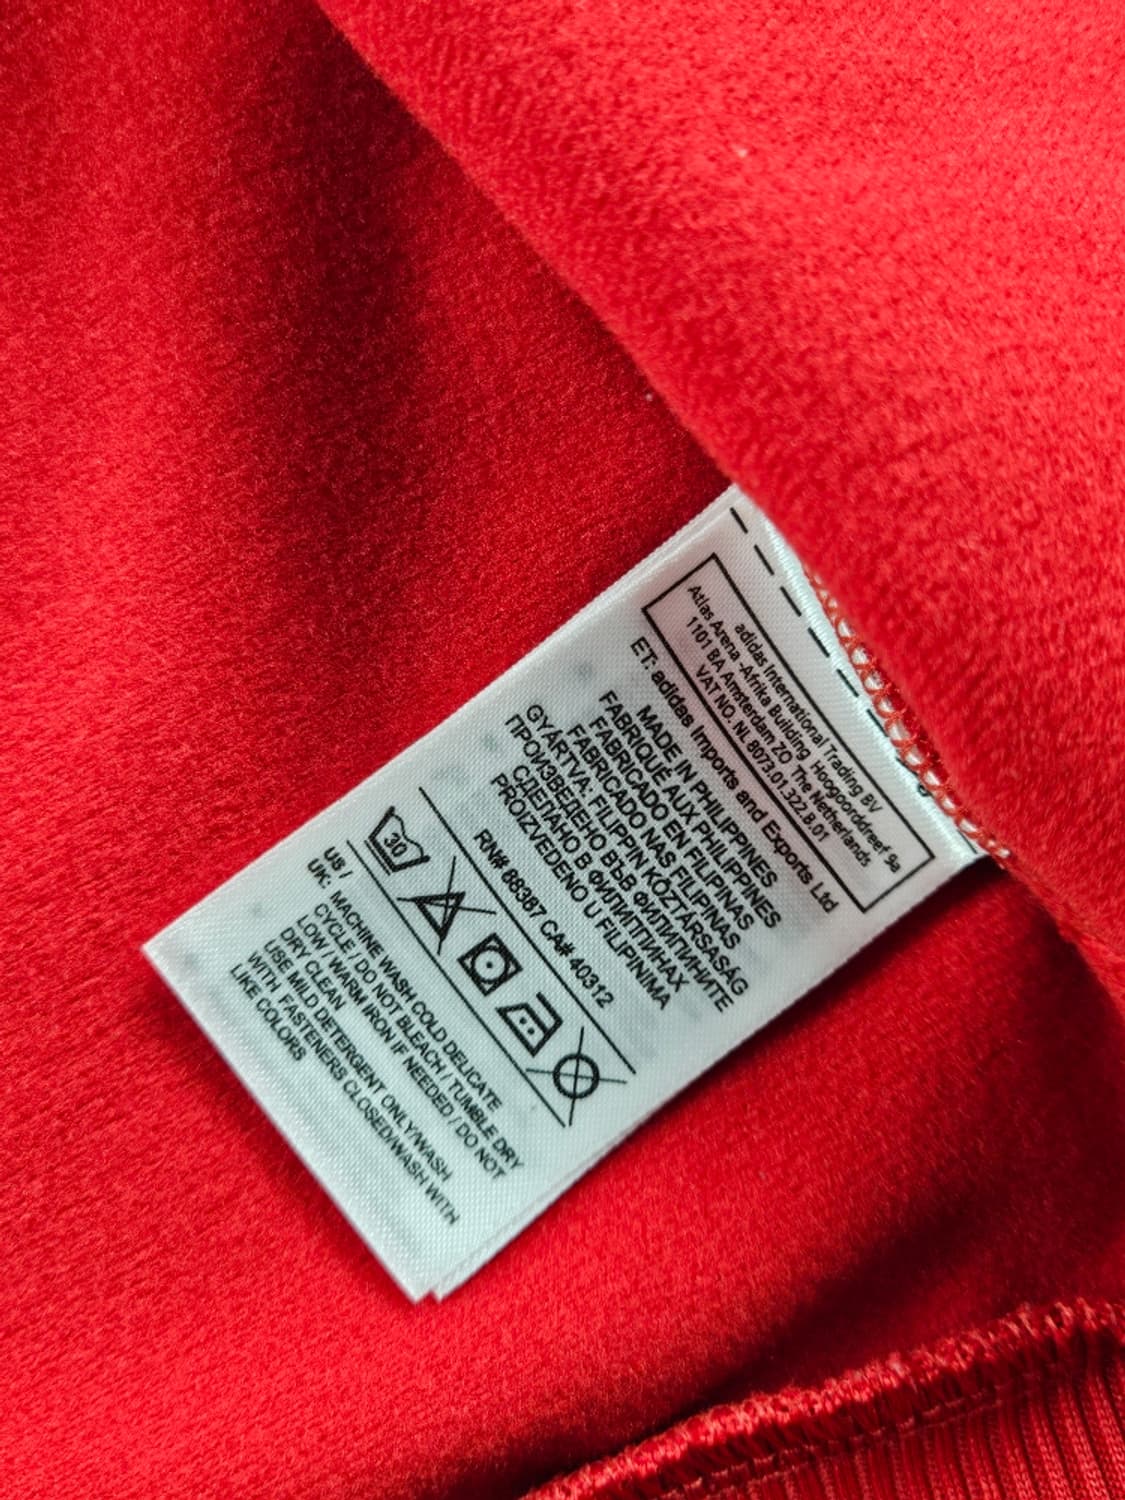 adidas International Trading BV
Atlas Arena -Afrika Building Hoogoorddreef 9a
1101 BA Amsterdam ZO The Netherlands
VAT NO. NL 8073.01.322.B.01
ET: adidas Imports and Exports Ltd
MADE IN PHILIPPINES
FABRIQUÉ AUX PHILIPPINES
FABRICADO EN FILIPINAS
FABRICADO NAS FILIPINAS
GYÁRTVA: FILIPPIN KÖZTÁRSASÁG
ПРОИЗВЕДЕНО ВЪВ ФИЛИПИНИТЕ
СДЕЛАНО В ФИЛИППИНАХ
PROIZVEDENO U FILIPINIMA
RN# 88387 CA# 40312
30
US /
UK: MACHINE WASH COLD DELICATE
CYCLE / DO NOT BLEACH / TUMBLE DRY
LOW / WARM IRON IF NEEDED / DO NOT
DRY CLEAN
USE MILD DETERGENT ONLY/WASH
WITH FASTENERS CLOSED/WASH WITH
LIKE COLORS